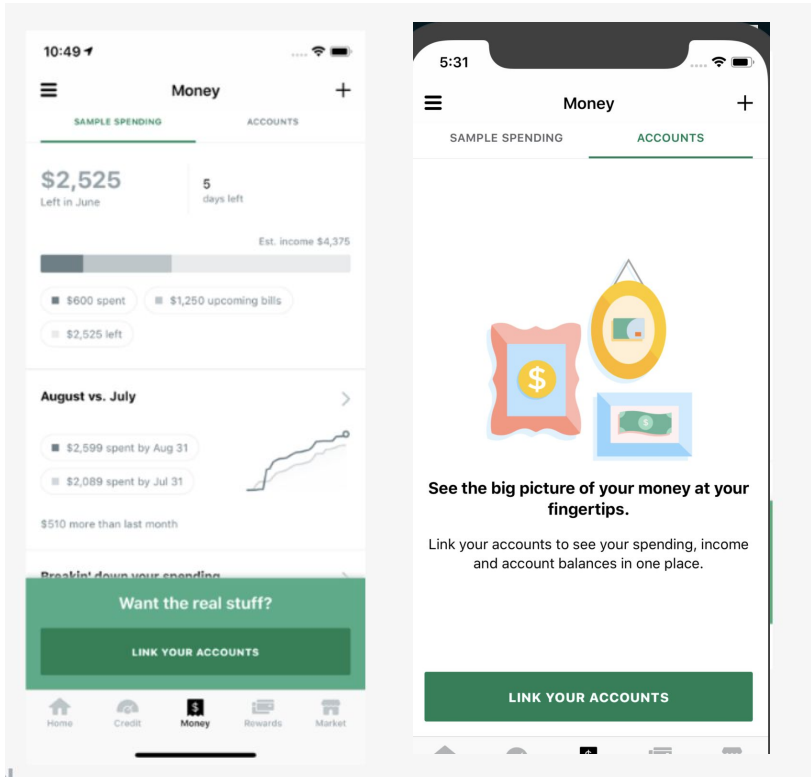 10:49
Money
SAMPLE SPENDING
ACCOUNTS
$2,525
Left in June
5
days left
Est. income $4,375
$600 spent
$1,250 upcoming bills
$2,525 left
August vs. July
$2,599 spent by Aug 31
$2,089 spent by Jul 31
$510 more than last month
Breakin' down your spending
Want the real stuff?
LINK YOUR ACCOUNTS
Home
Credit
Money
Rewards
Market
5:31
Money
SAMPLE SPENDING
ACCOUNTS
See the big picture of your money at your
fingertips.
Link your accounts to see your spending, income
and account balances in one place.
LINK YOUR ACCOUNTS